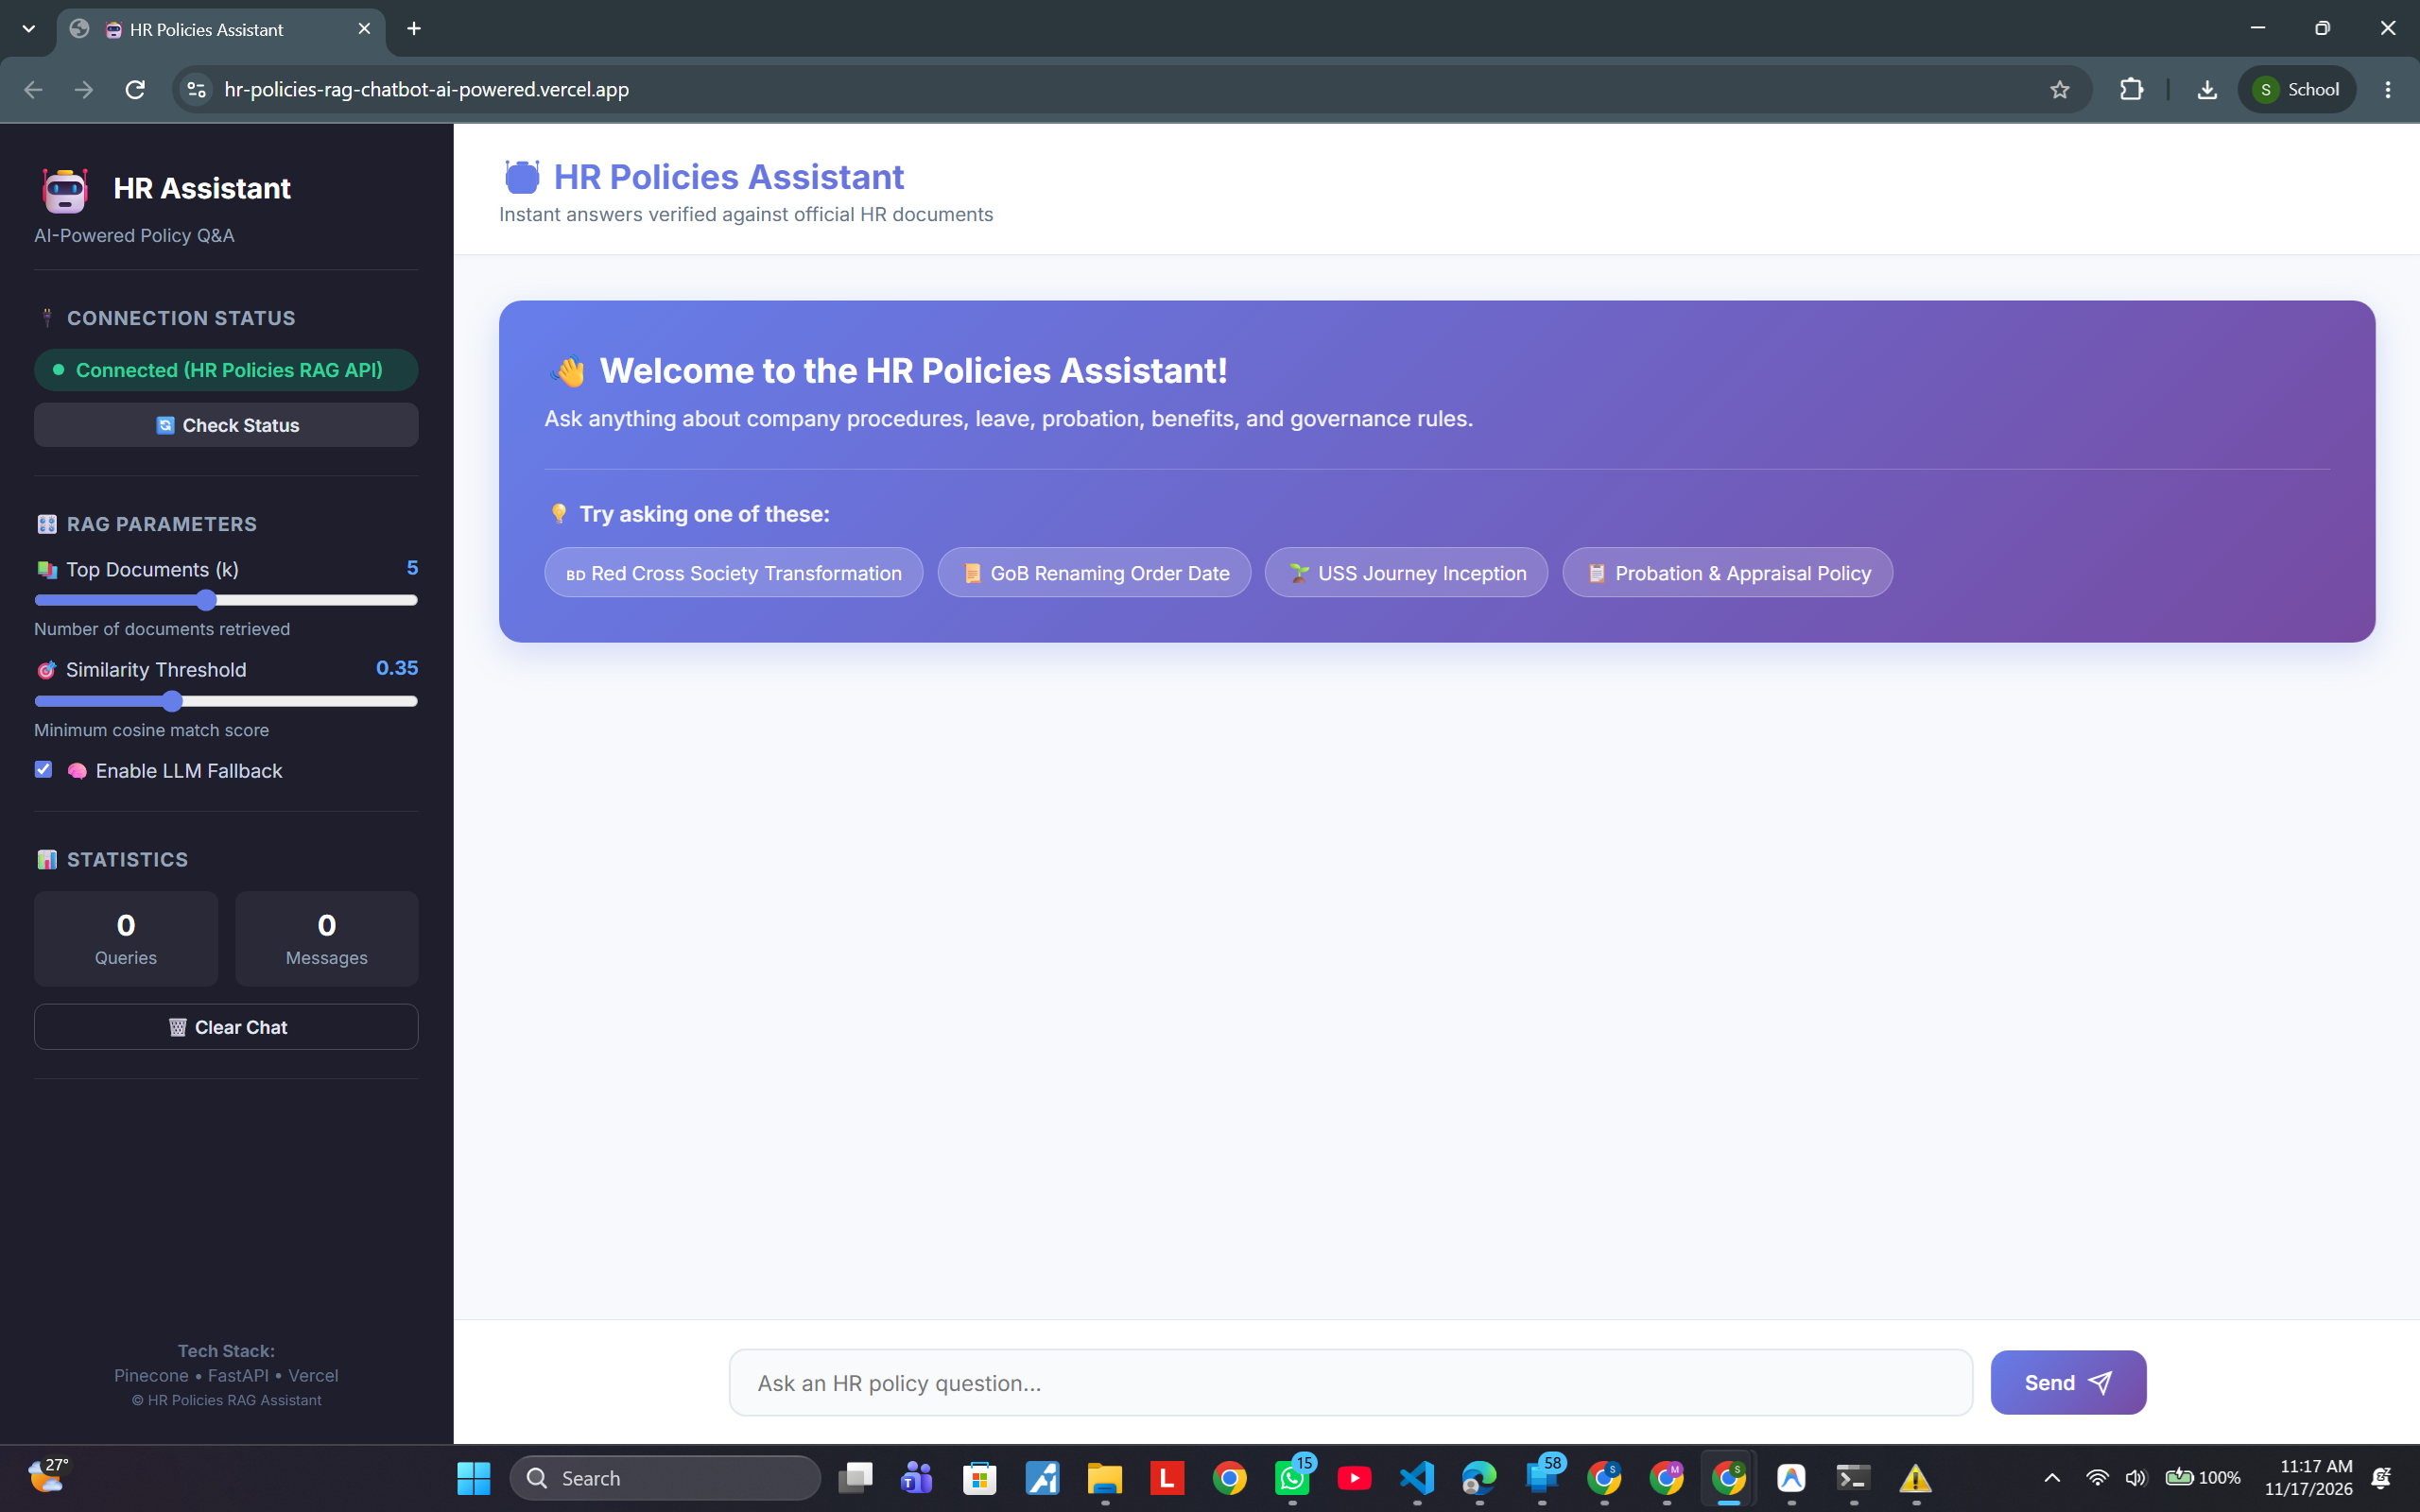 HR Policies Assistant
hr-policies-rag-chatbot-ai-powered.vercel.app
S School
HR Assistant
AI-Powered Policy Q&A
CONNECTION STATUS
Connected (HR Policies RAG API)
Check Status
RAG PARAMETERS
Top Documents (k) 5
Number of documents retrieved
Similarity Threshold 0.35
Minimum cosine match score
Enable LLM Fallback
STATISTICS
0 0
Queries Messages
Clear Chat
Tech Stack:
Pinecone • FastAPI • Vercel
© HR Policies RAG Assistant
HR Policies Assistant
Instant answers verified against official HR documents
Welcome to the HR Policies Assistant!
Ask anything about company procedures, leave, probation, benefits, and governance rules.
Try asking one of these:
BD Red Cross Society Transformation
GoB Renaming Order Date
USS Journey Inception
Probation & Appraisal Policy
Ask an HR policy question...
Send
27°
Search
T
L
15
58
S
M
S
100%
11:17 AM
11/17/2026